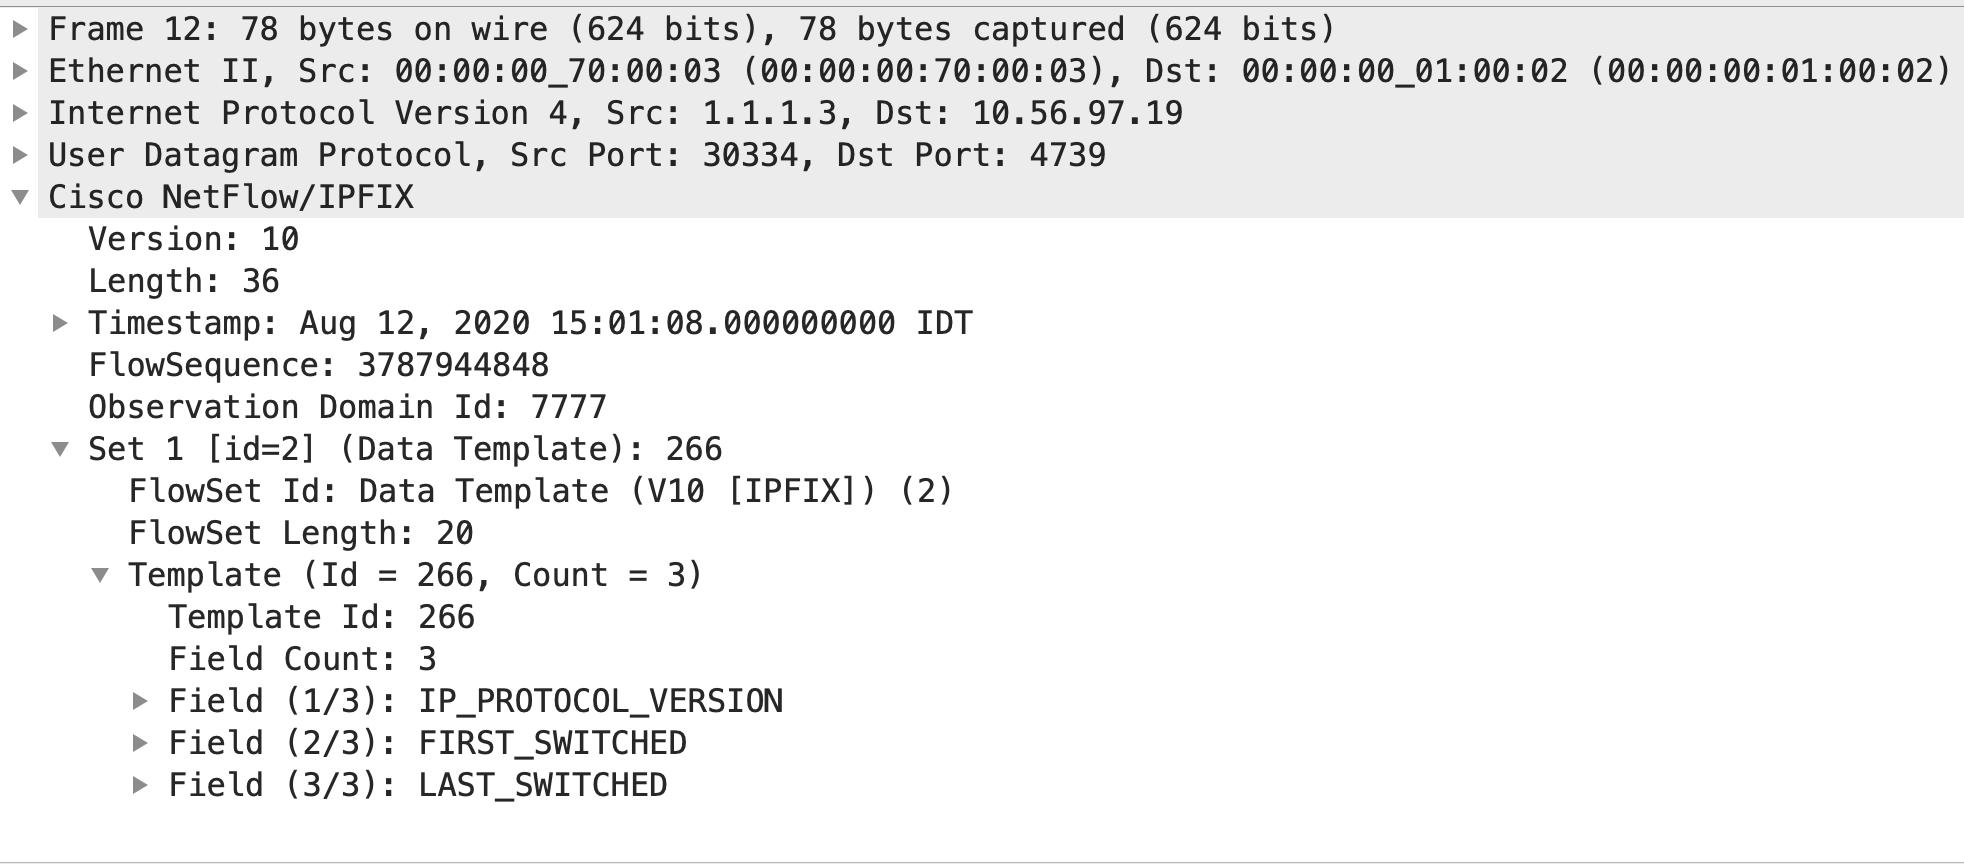 Frame 12: 78 bytes on wire (624 bits), 78 bytes captured (624 bits)
Ethernet II, Src: 00:00:00_70:00:03 (00:00:00:70:00:03), Dst: 00:00:00_01:00:02 (00:00:00:01:00:02)
Internet Protocol Version 4, Src: 1.1.1.3, Dst: 10.56.97.19
User Datagram Protocol, Src Port: 30334, Dst Port: 4739
Cisco NetFlow/IPFIX
Version: 10
Length: 36
Timestamp: Aug 12, 2020 15:01:08.000000000 IDT
FlowSequence: 3787944848
Observation Domain Id: 7777
Set 1 [id=2] (Data Template): 266
FlowSet Id: Data Template (V10 [IPFIX]) (2)
FlowSet Length: 20
Template (Id = 266, Count = 3)
Template Id: 266
Field Count: 3
Field (1/3): IP_PROTOCOL_VERSION
Field (2/3): FIRST_SWITCHED
Field (3/3): LAST_SWITCHED